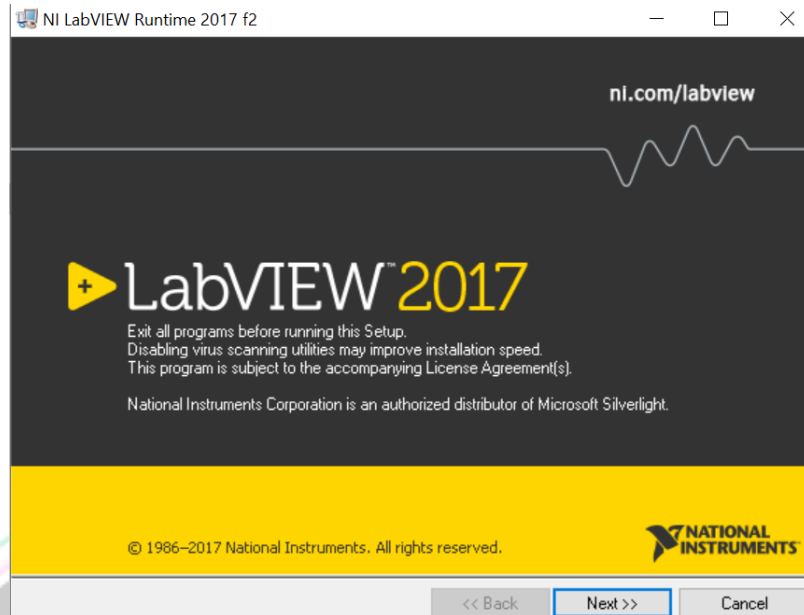 NI LabVIEW Runtime 2017 f2
ni.com/labview
LabVIEW™ 2017
Exit all programs before running this Setup.
Disabling virus scanning utilities may improve installation speed.
This program is subject to the accompanying License Agreement(s).
National Instruments Corporation is an authorized distributor of Microsoft Silverlight.
© 1986–2017 National Instruments. All rights reserved.
NATIONAL
INSTRUMENTS
<< Back Next >> Cancel